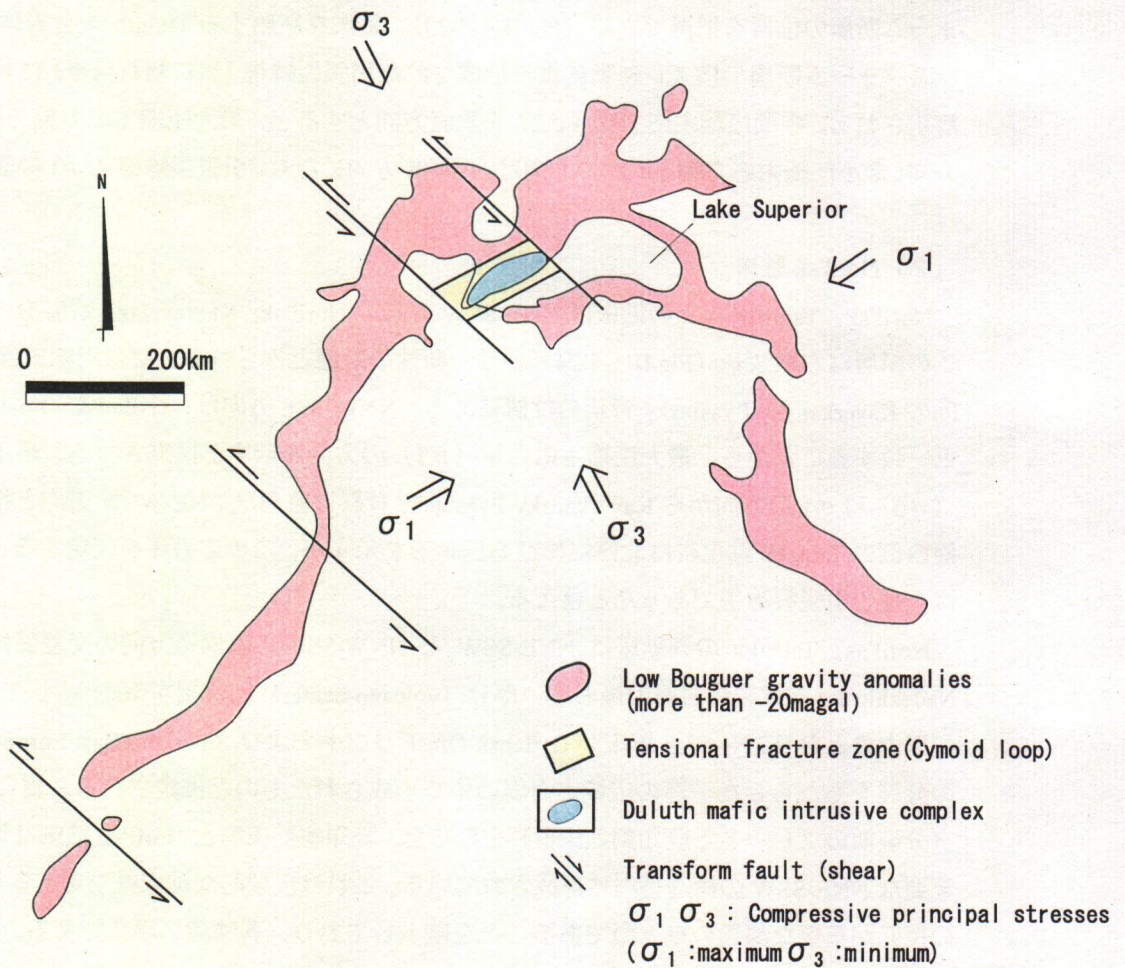 σ3
N
Lake Superior
σ1
0 200km
σ1
σ3
Low Bouguer gravity anomalies
(more than -20magal)
Tensional fracture zone(Cymoid loop)
Duluth mafic intrusive complex
Transform fault (shear)
σ1 σ3 : Compressive principal stresses
(σ1 :maximum σ3 :minimum)